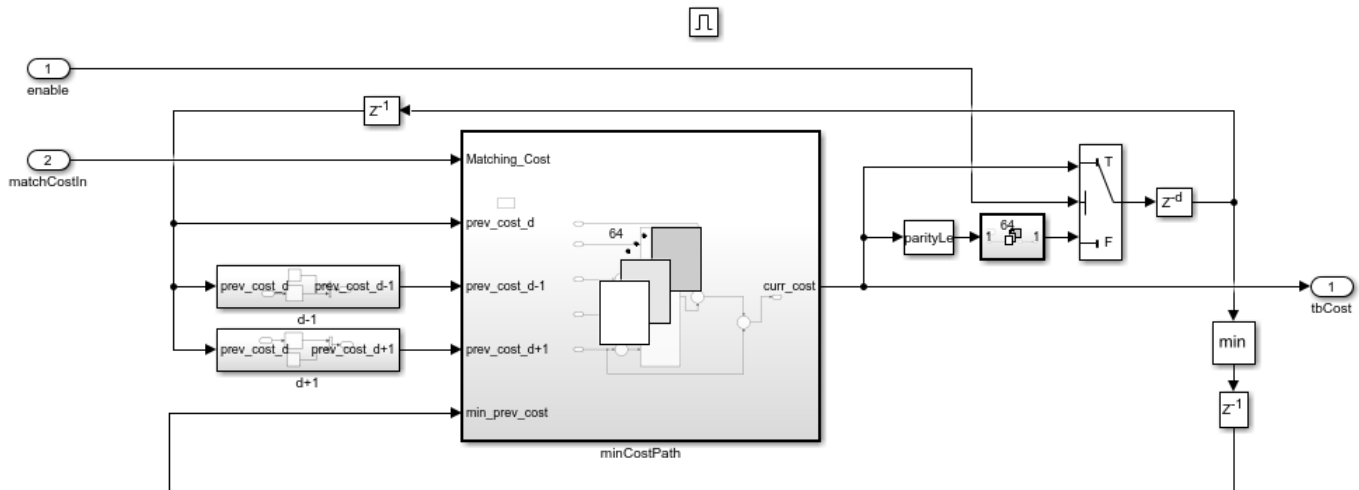 1
enable
Z-1
2
matchCostIn
Matching_Cost
prev_cost_d
64
prev_cost_d-1
prev_cost_d+1
min_prev_cost
curr_cost
minCostPath
prev_cost_d prev_cost_d-1
d-1
prev_cost_d prev_cost_d+1
d+1
parityLe
64
1 1
T
F
Z-d
1
tbCost
min
Z-1